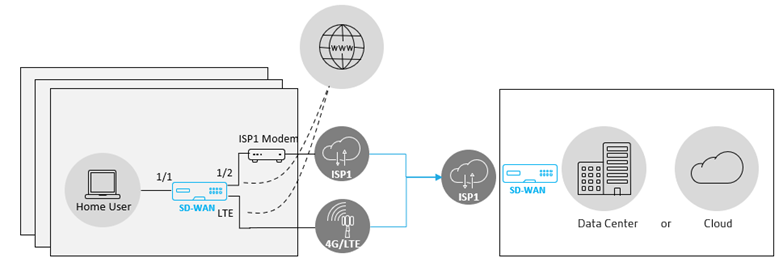 WWW
ISP1 Modem
1/1
1/2
ISP1
ISP1
SD-WAN
SD-WAN
Home User
LTE
4G/LTE
Data Center or Cloud